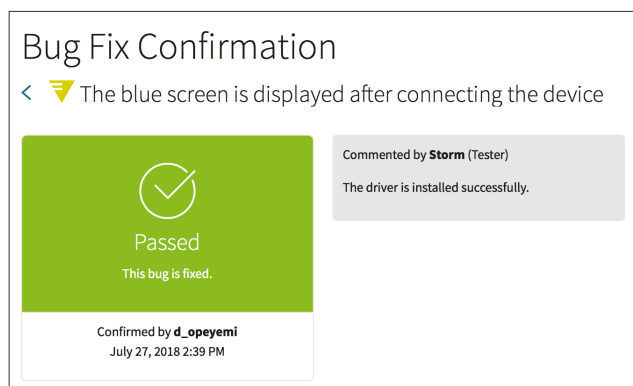 Bug Fix Confirmation
The blue screen is displayed after connecting the device
Passed
This bug is fixed.
Confirmed by d_opeyemi
July 27, 2018 2:39 PM
Commented by Storm (Tester)
The driver is installed successfully.